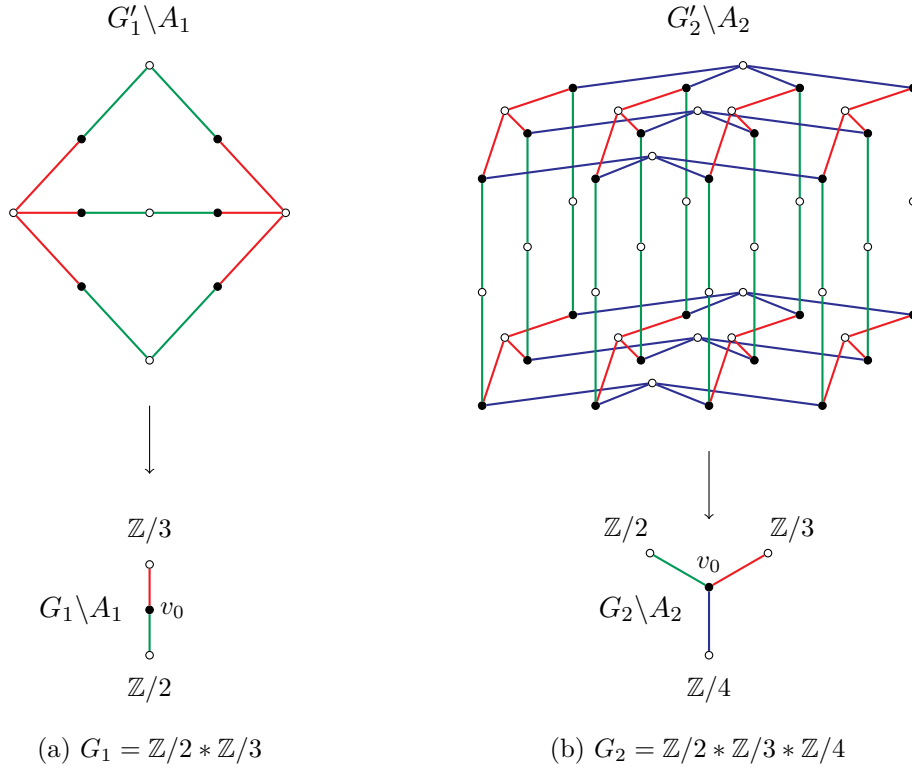 G′₁\A₁
G′₂\A₂
ℤ/3
v₀
G₁\A₁
ℤ/2
ℤ/2
ℤ/3
v₀
G₂\A₂
ℤ/4
(a) G₁ = ℤ/2 ∗ ℤ/3
(b) G₂ = ℤ/2 ∗ ℤ/3 ∗ ℤ/4